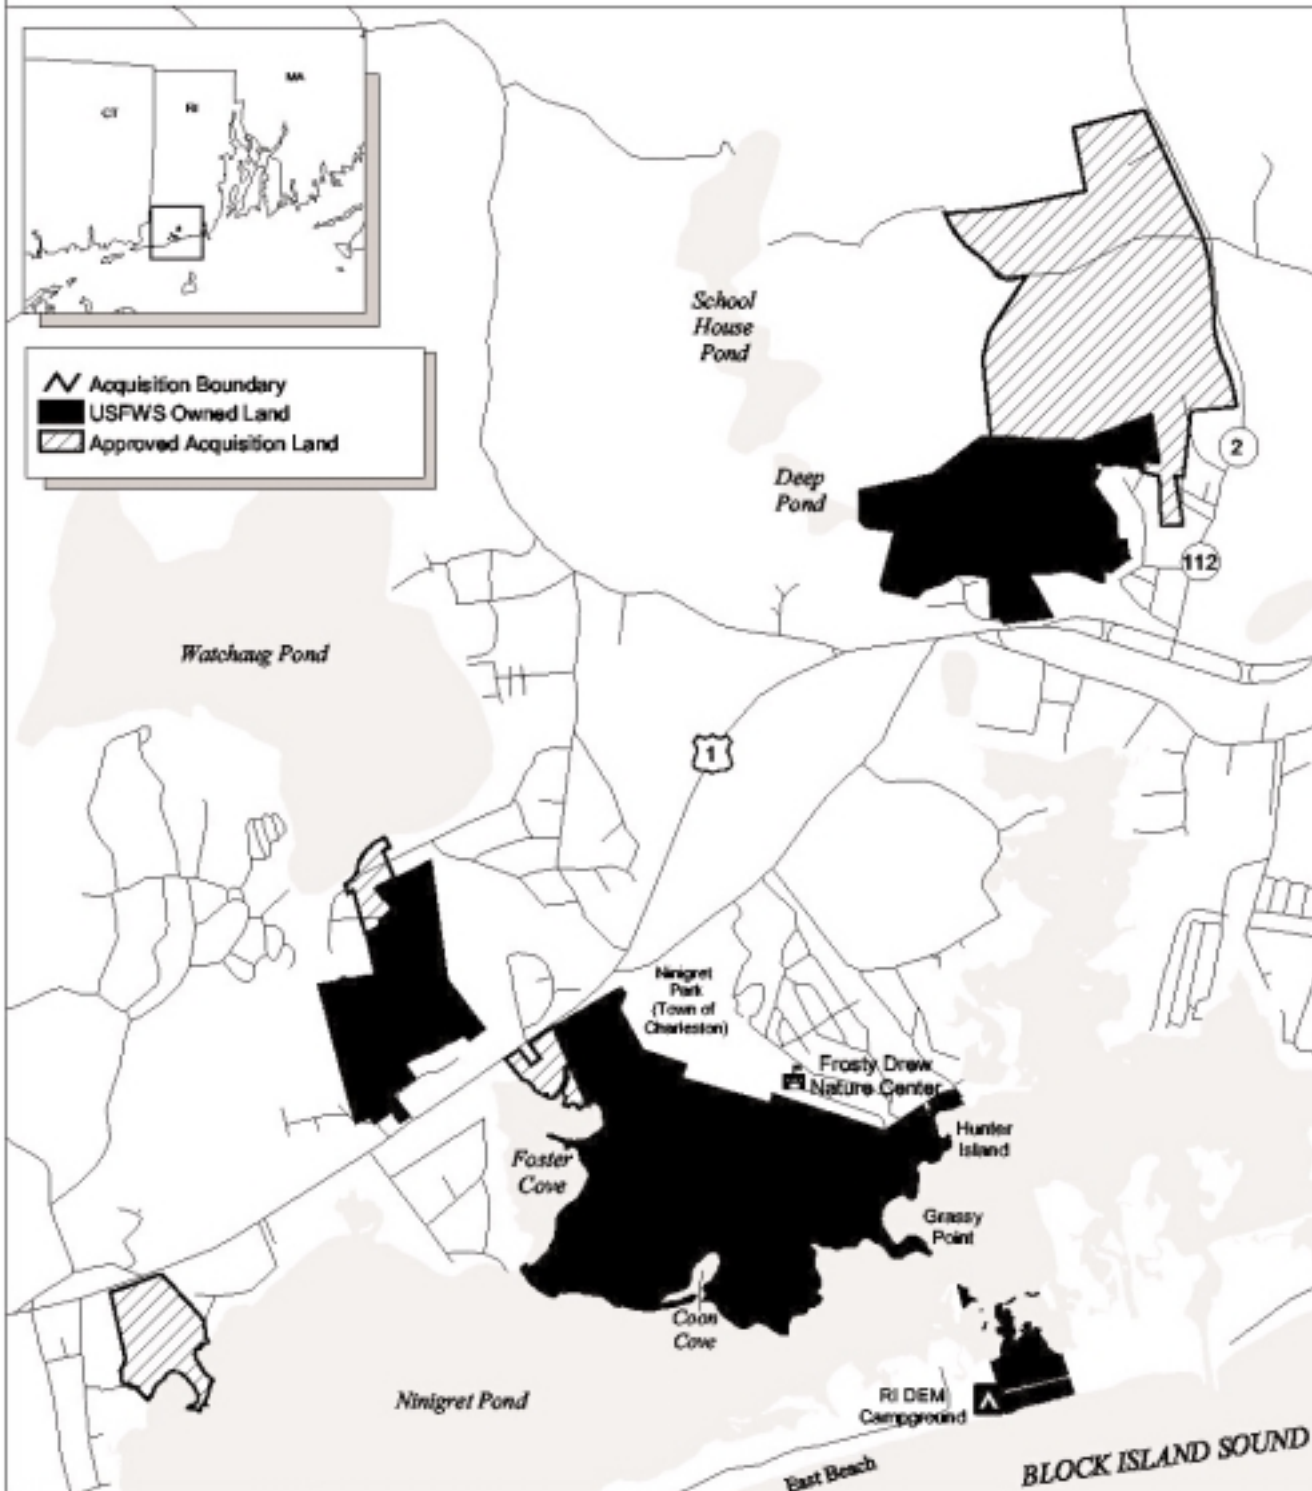 MA
CT
RI
Acquisition Boundary
USFWS Owned Land
Approved Acquisition Land
School
House
Pond
Deep
Pond
2
112
Watchaug Pond
1
Ninigret
Park
(Town of
Charleston)
Frosty Drew
Nature Center
Hunter
Island
Foster
Cove
Grassy
Point
Coon
Cove
Ninigret Pond
RI DEM
Campground
East Beach
BLOCK ISLAND SOUND